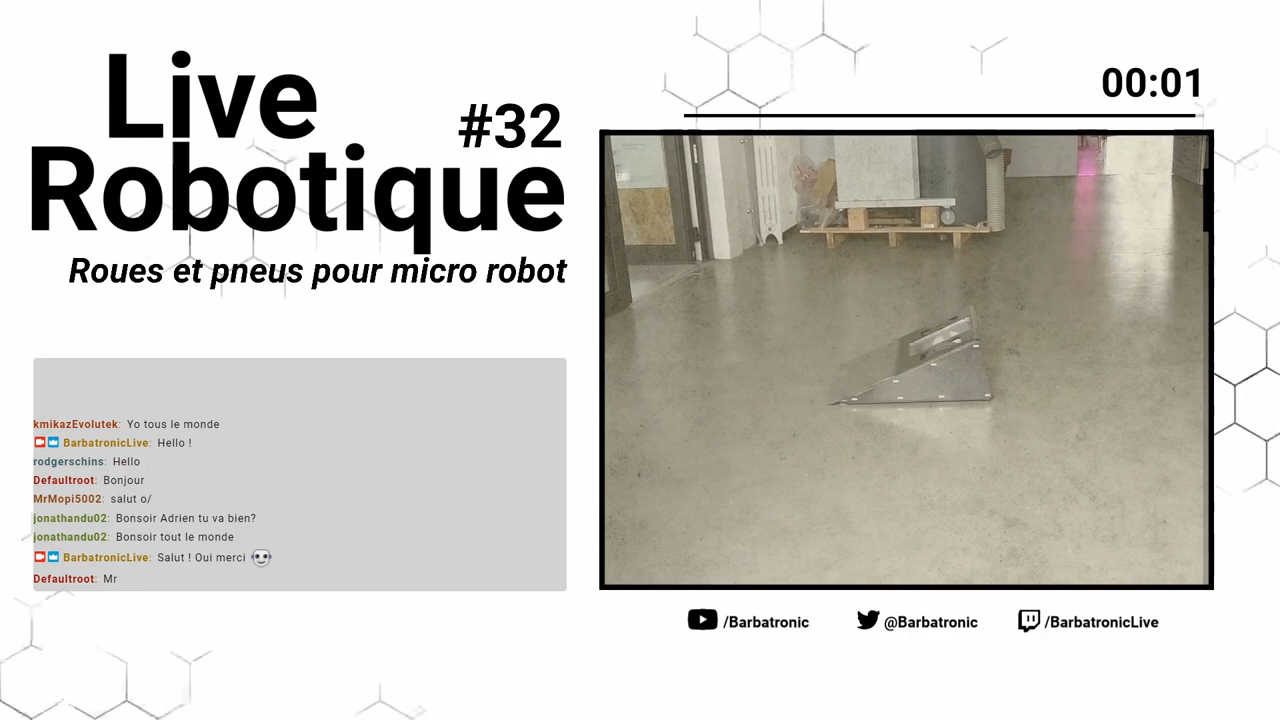 Live
Robotique
#32
Roues et pneus pour micro robot
00:01
kmikazEvolutek: Yo tous le monde
BarbatronicLive: Hello !
rodgerschins: Hello
Defaultroot: Bonjour
MrMopi5002: salut o/
jonathandu02: Bonsoir Adrien tu va bien?
jonathandu02: Bonsoir tout le monde
BarbatronicLive: Salut ! Oui merci
Defaultroot: Mr
/Barbatronic
@Barbatronic
/BarbatronicLive